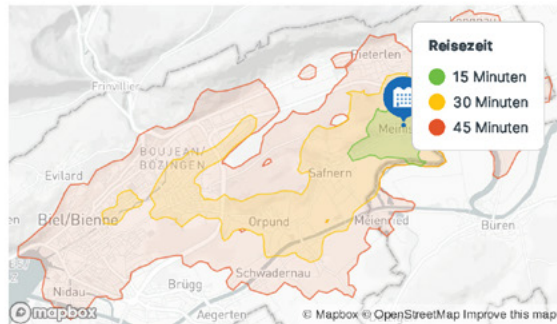 Reisezeit
15 Minuten
30 Minuten
45 Minuten
Pieterlen
Frinvillier
BOUJEAN/
BÖZINGEN
Safnern
Evilard
Biel/Bienne
Orpund
Meienried
Büren
Schwadernau
Nidau
Brügg
Aegerten
mapbox
© Mapbox © OpenStreetMap Improve this map